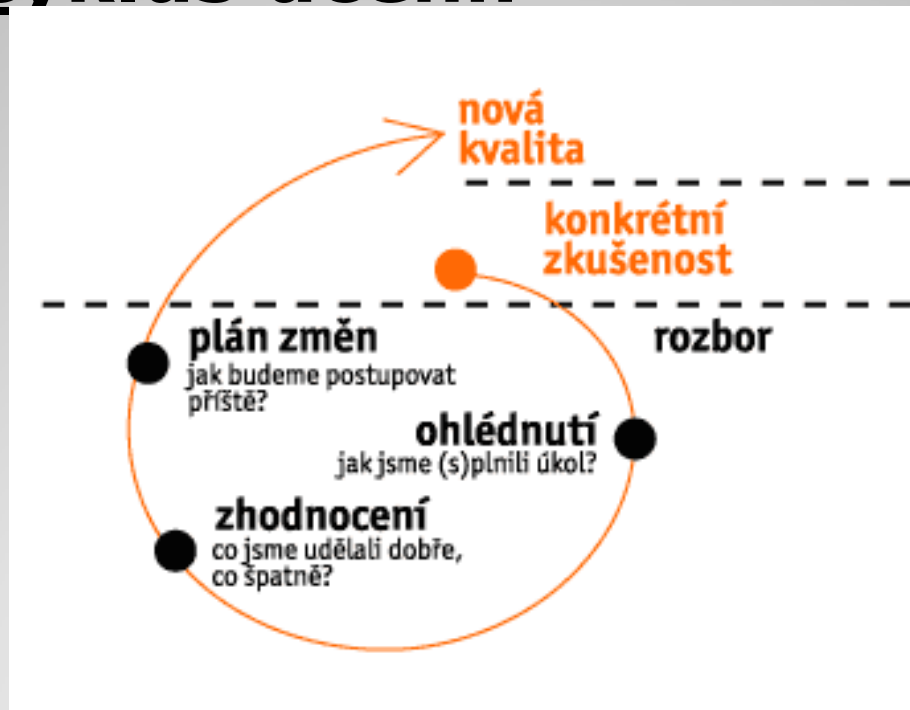 nová
kvalita
konkrétní
zkušenost
rozbor
plán změn
jak budeme postupovat
příště?
ohlédnutí
jak jsme (s)plnili úkol?
zhodnocení
co jsme udělali dobře,
co špatně?